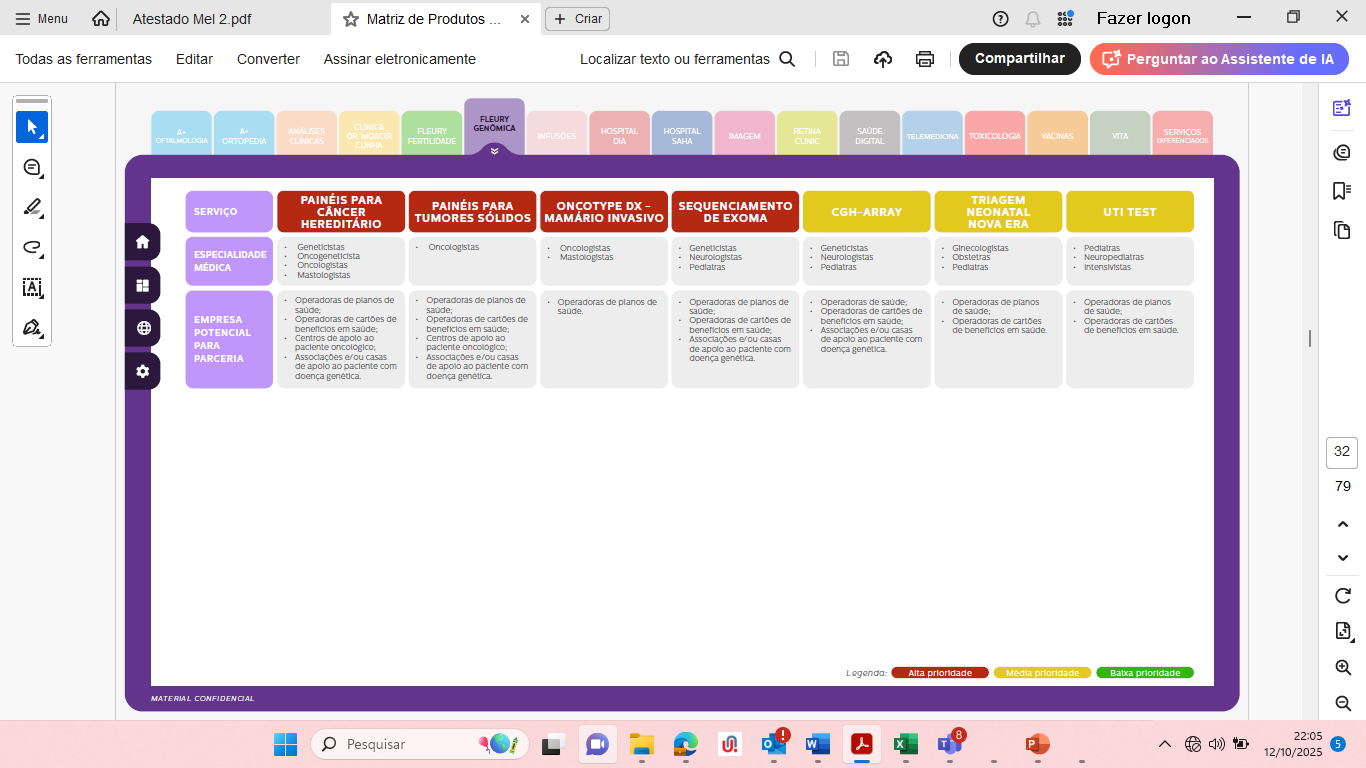 Menu
Atestado Mel 2.pdf
Matriz de Produtos ...
Criar
Fazer logon
Todas as ferramentas
Editar
Converter
Assinar eletronicamente
Localizar texto ou ferramentas
Compartilhar
Perguntar ao Assistente de IA
A+
OFTALMOLOGIA
A+
ORTOPEDIA
ANÁLISES
CLÍNICAS
CLÍNICA
DR. MOACIR
CUNHA
FLEURY
FERTILIDADE
FLEURY
GENÔMICA
INFUSÕES
HOSPITAL
DIA
HOSPITAL
SAHA
IMAGEM
RETINA
CLINIC
SAÚDE
DIGITAL
TELEMEDICINA
TOXICOLOGIA
VACINAS
VITA
SERVIÇOS
DIFERENCIADOS
SERVIÇO
PAINÉIS PARA
CÂNCER
HEREDITÁRIO
PAINÉIS PARA
TUMORES SÓLIDOS
ONCOTYPE DX –
MAMÁRIO INVASIVO
SEQUENCIAMENTO
DE EXOMA
CGH-ARRAY
TRIAGEM
NEONATAL
NOVA ERA
UTI TEST
ESPECIALIDADE
MÉDICA
• Geneticistas
• Oncogeneticista
• Oncologistas
• Mastologistas
• Oncologistas
• Oncologistas
• Mastologistas
• Geneticistas
• Neurologistas
• Pediatras
• Geneticistas
• Neurologistas
• Pediatras
• Ginecologistas
• Obstetras
• Pediatras
• Pediatras
• Neuropediatras
• Intensivistas
EMPRESA
POTENCIAL
PARA
PARCERIA
• Operadoras de planos de
saúde;
• Operadoras de cartões de
benefícios em saúde;
• Centros de apoio ao
paciente oncológico;
• Associações e/ou casas
de apoio ao paciente com
doença genética.
• Operadoras de planos de
saúde;
• Operadoras de cartões de
benefícios em saúde;
• Centros de apoio ao
paciente oncológico;
• Associações e/ou casas
de apoio ao paciente com
doença genética.
• Operadoras de planos de
saúde.
• Operadoras de planos de
saúde;
• Operadoras de cartões de
benefícios em saúde;
• Associações e/ou casas
de apoio ao paciente com
doença genética.
• Operadoras de saúde;
• Operadoras de cartões de
benefícios em saúde;
• Associações e/ou casas
de apoio ao paciente com
doença genética.
• Operadoras de planos
de saúde;
• Operadoras de cartões
de benefícios em saúde.
• Operadoras de planos
de saúde;
• Operadoras de cartões
de benefícios em saúde.
Legenda:
Alta prioridade
Média prioridade
Baixa prioridade
MATERIAL CONFIDENCIAL
32
79
Pesquisar
8
22:05
12/10/2025
5